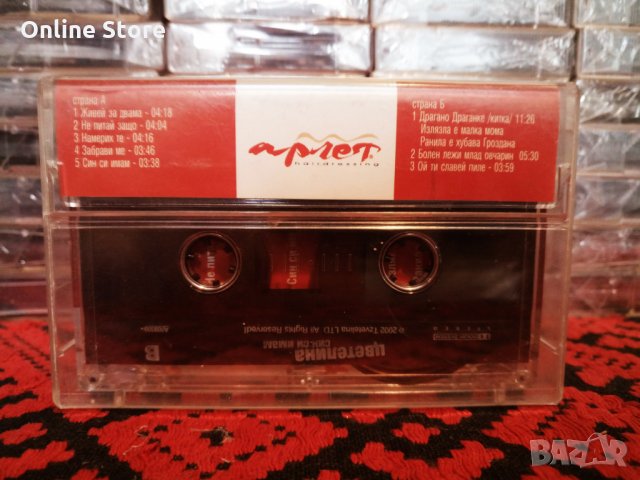 Online Store
страна А
1 Живей за двама - 04:18
2 Не питай защо - 04:04
3 Намерих те - 04:16
4 Забрави ме - 03:46
5 Син си имам - 03:38
арлет
hairdressing
страна Б
1 Драгано Драганке /китка/ 11:26
Излязла е малка мома
Ранила е хубава Гроздана
2 Болен лежи млад овчарин 05:30
3 Ой ти славей пиле - 03:59
B
© 2002 Tzvetelina LTD All Rights Reserved!
СИН СИ ИМАМ
цветелина
BAZAR